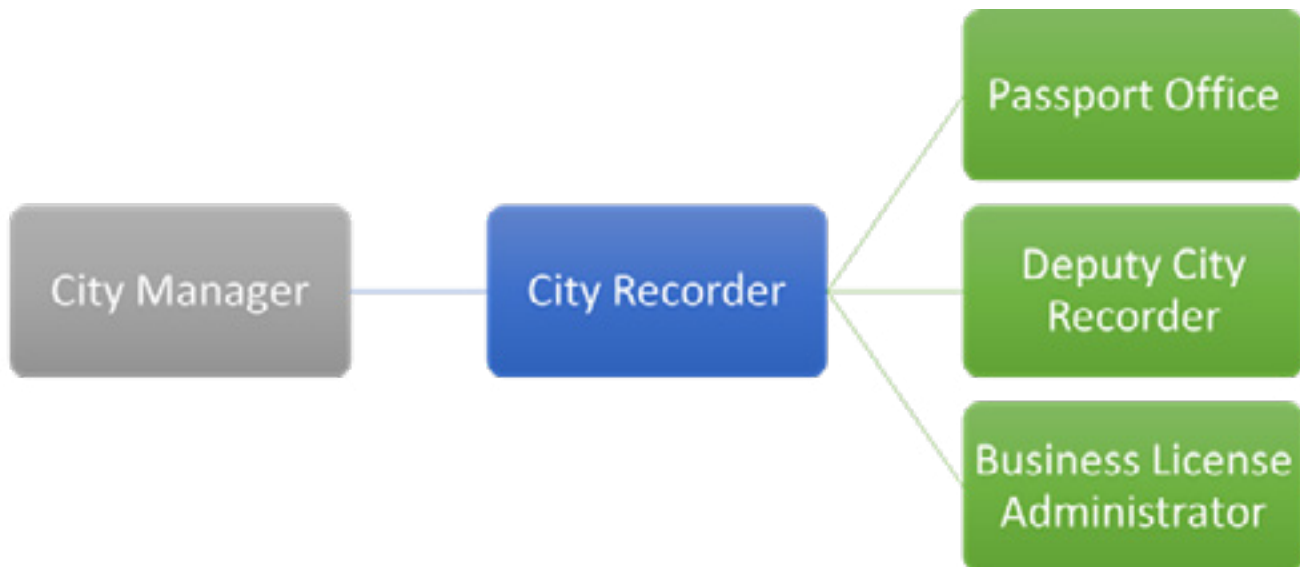 City Manager
City Recorder
Passport Office
Deputy City
Recorder
Business License
Administrator